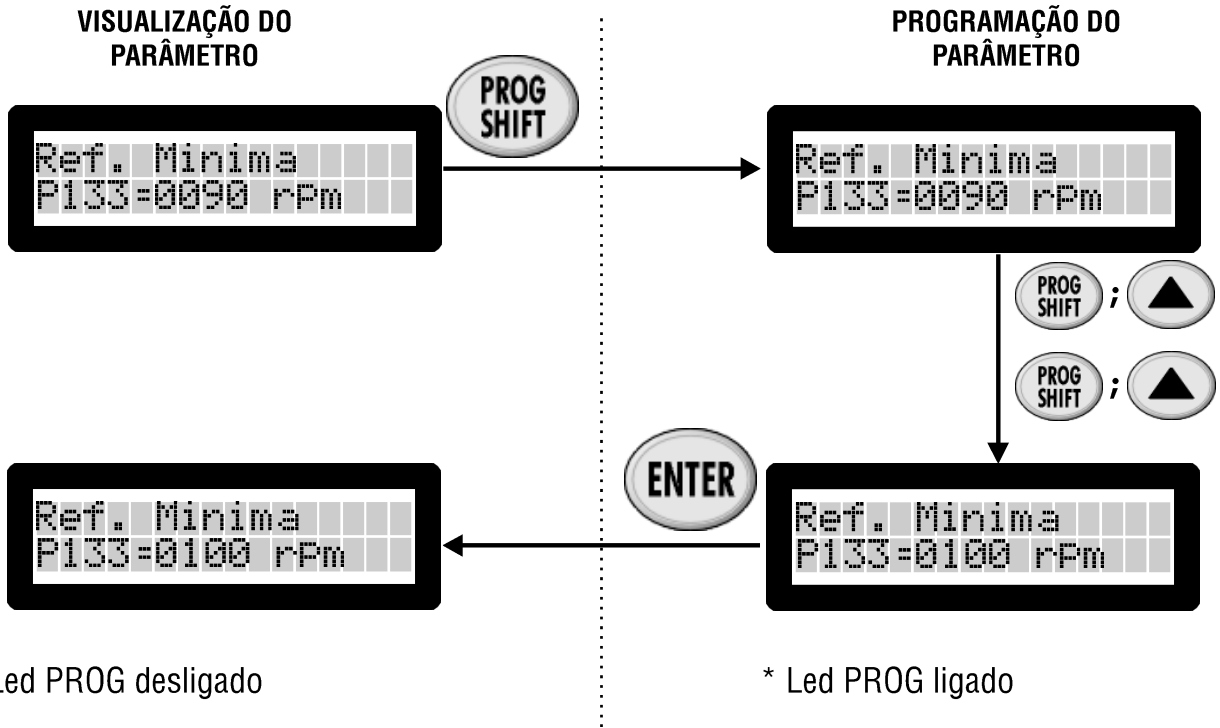 VISUALIZAÇÃO DO
PARÂMETRO
PROGRAMAÇÃO DO
PARÂMETRO
PROG
SHIFT
Ref. Minima
P133=0090 rpm
Ref. Minima
P133=0090 rpm
PROG
SHIFT
;
PROG
SHIFT
;
ENTER
Ref. Minima
P133=0100 rpm
Ref. Minima
P133=0100 rpm
Led PROG desligado
* Led PROG ligado